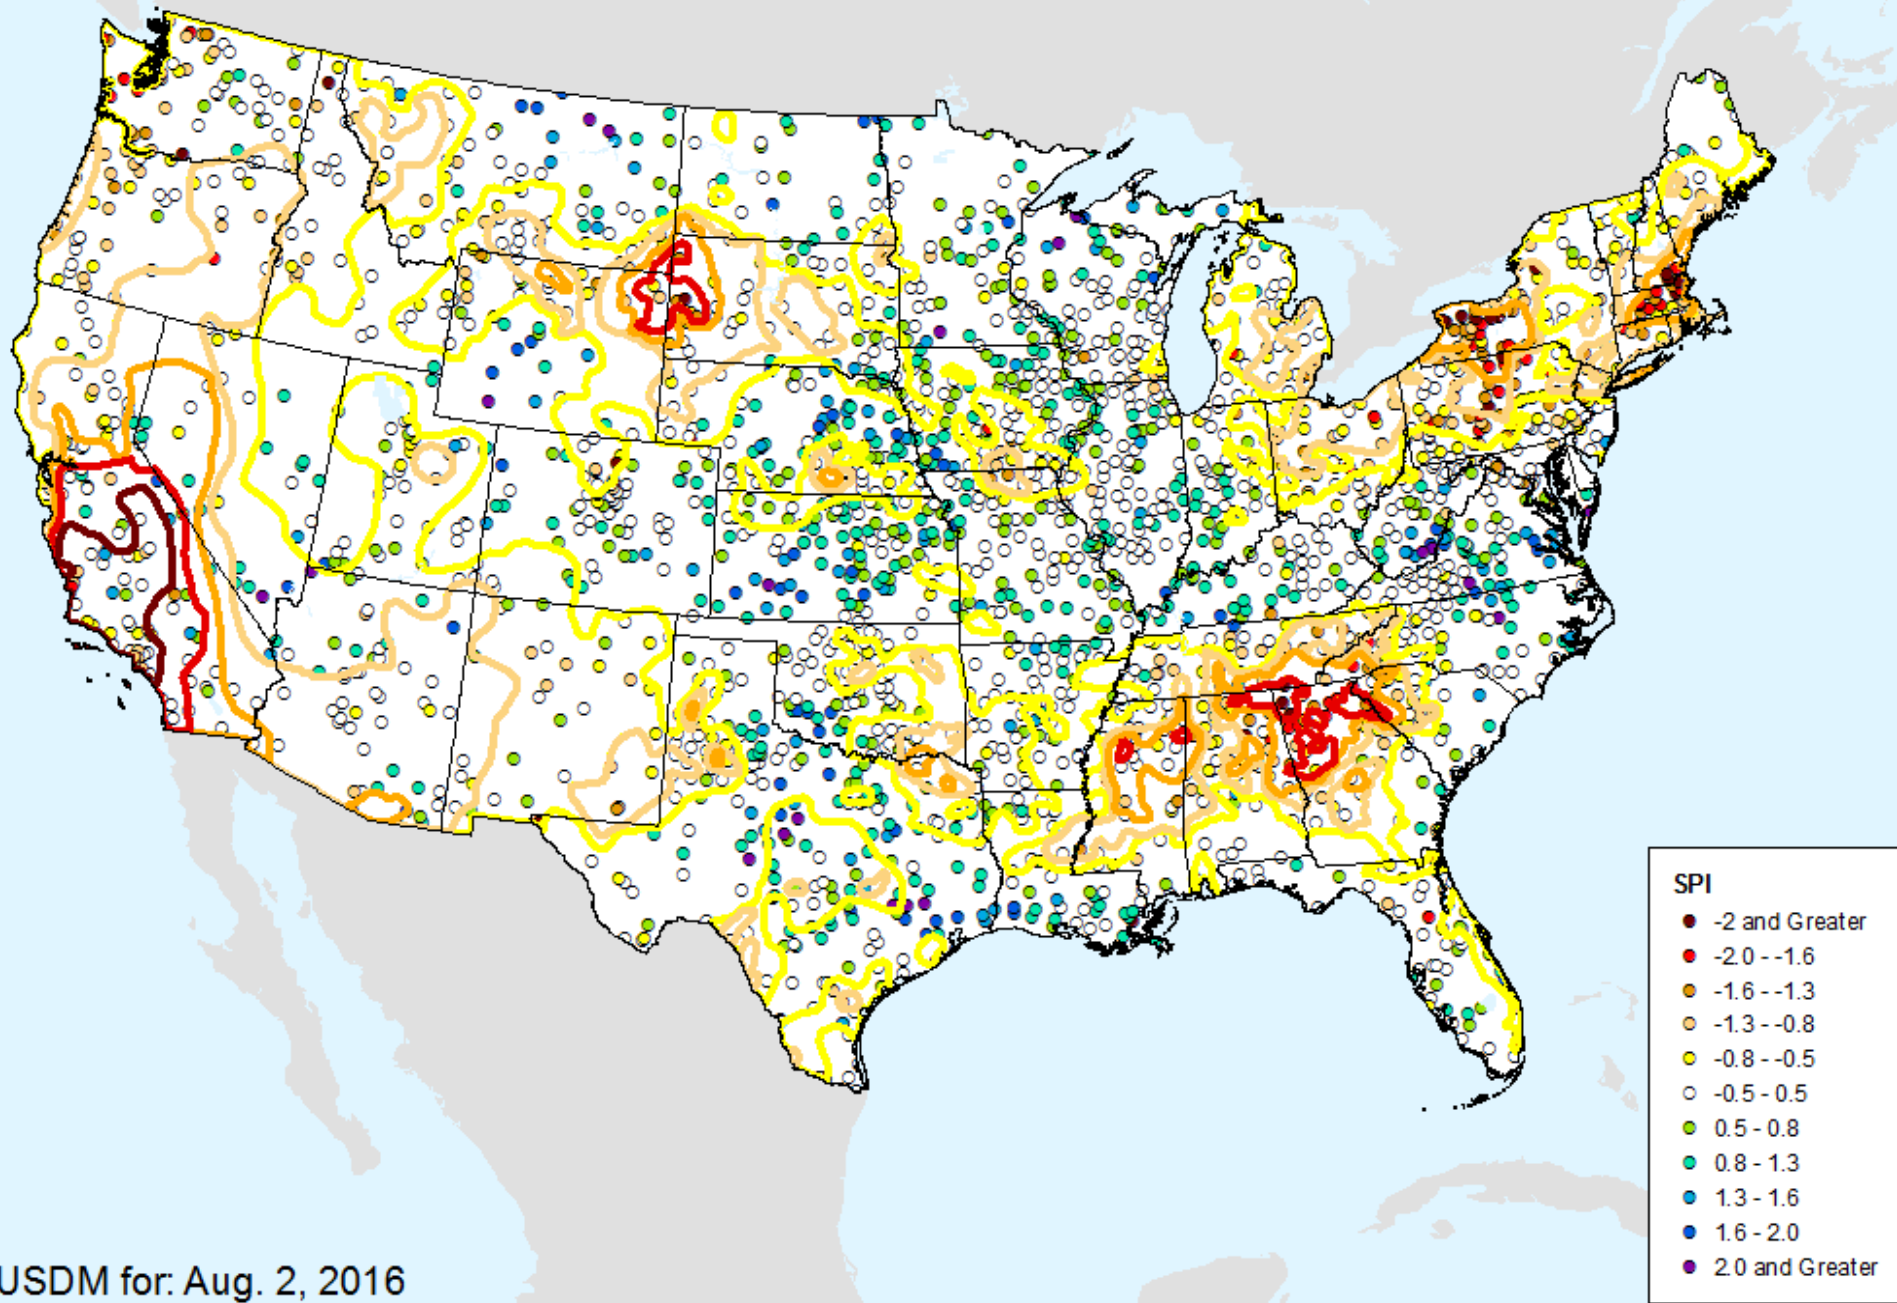 SPI
-2 and Greater
-2.0 - -1.6
-1.6 - -1.3
-1.3 - -0.8
-0.8 - -0.5
-0.5 - 0.5
0.5 - 0.8
0.8 - 1.3
1.3 - 1.6
1.6 - 2.0
2.0 and Greater
USDM for: Aug. 2, 2016